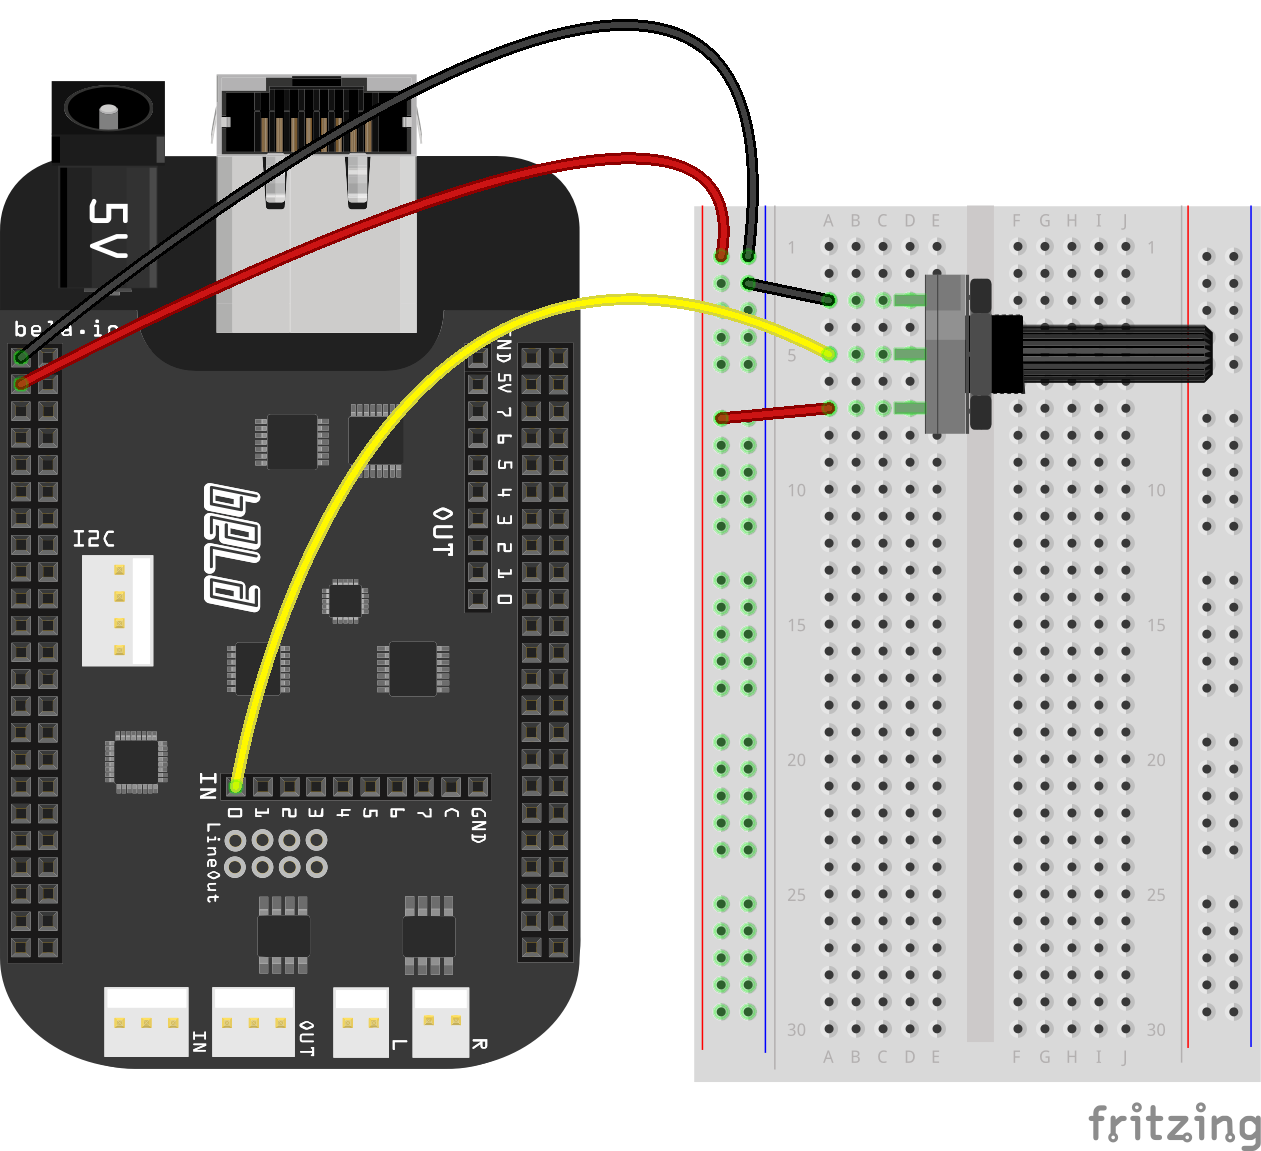 5V
bela.io
GND
5V
7
6
5
4
3
2
1
0
OUT
bela
I2C
IN
0 1 2 3 4 5 6 7 C GND
LineOut
IN
OUT
L
R
A B C D E F G H I J
1 1
5
10 10
15 15
20 20
25 25
30 30
A B C D E F G H I J
fritzing